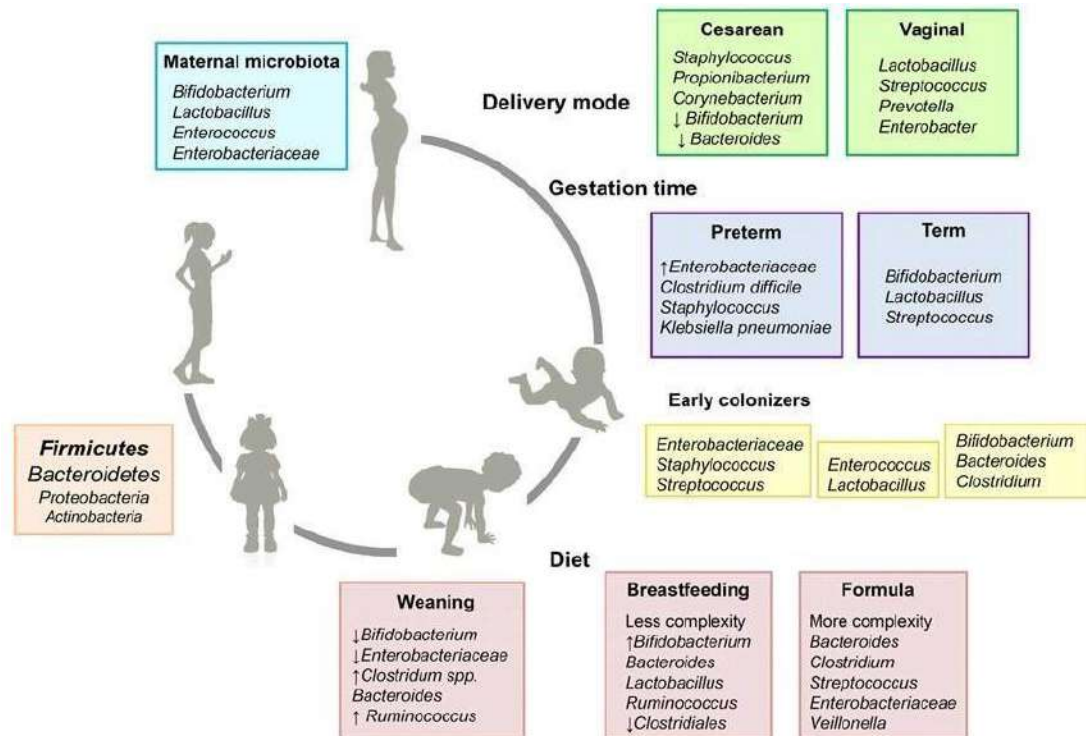 Maternal microbiota
Bifidobacterium
Lactobacillus
Enterococcus
Enterobacteriaceae
Delivery mode
Cesarean
Staphylococcus
Propionibacterium
Corynebacterium
↓ Bifidobacterium
↓ Bacteroides
Vaginal
Lactobacillus
Streptococcus
Prevotella
Enterobacter
Gestation time
Preterm
↑Enterobacteriaceae
Clostridium difficile
Staphylococcus
Klebsiella pneumoniae
Term
Bifidobacterium
Lactobacillus
Streptococcus
Early colonizers
Enterobacteriaceae
Staphylococcus
Streptococcus
Enterococcus
Lactobacillus
Bifidobacterium
Bacteroides
Clostridium
Firmicutes
Bacteroidetes
Proteobacteria
Actinobacteria
Diet
Weaning
↓Bifidobacterium
↓Enterobacteriaceae
↑Clostridum spp.
Bacteroides
↑ Ruminococcus
Breastfeeding
Less complexity
↑Bifidobacterium
Bacteroides
Lactobacillus
Ruminococcus
↓Clostridiales
Formula
More complexity
Bacteroides
Clostridium
Streptococcus
Enterobacteriaceae
Veillonella